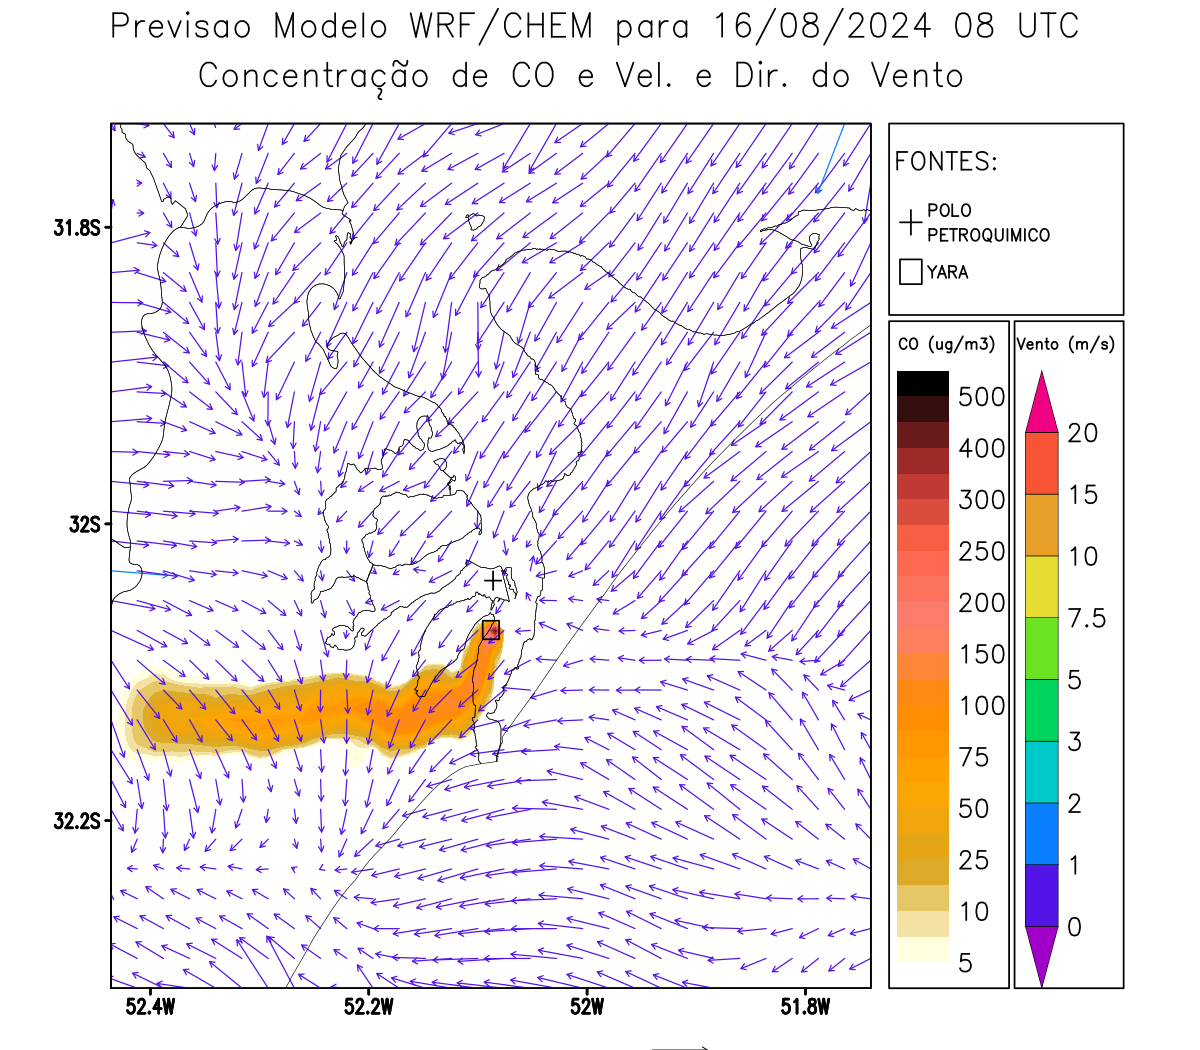 Previsao Modelo WRF/CHEM para 16/08/2024 08 UTC
Concentração de CO e Vel. e Dir. do Vento
FONTES:
POLO
PETROQUIMICO
YARA
CO (ug/m3)
500
400
300
250
200
150
100
75
50
25
10
5
Vento (m/s)
20
15
10
7.5
5
3
2
1
0
31.8S
32S
32.2S
52.4W
52.2W
52W
51.8W